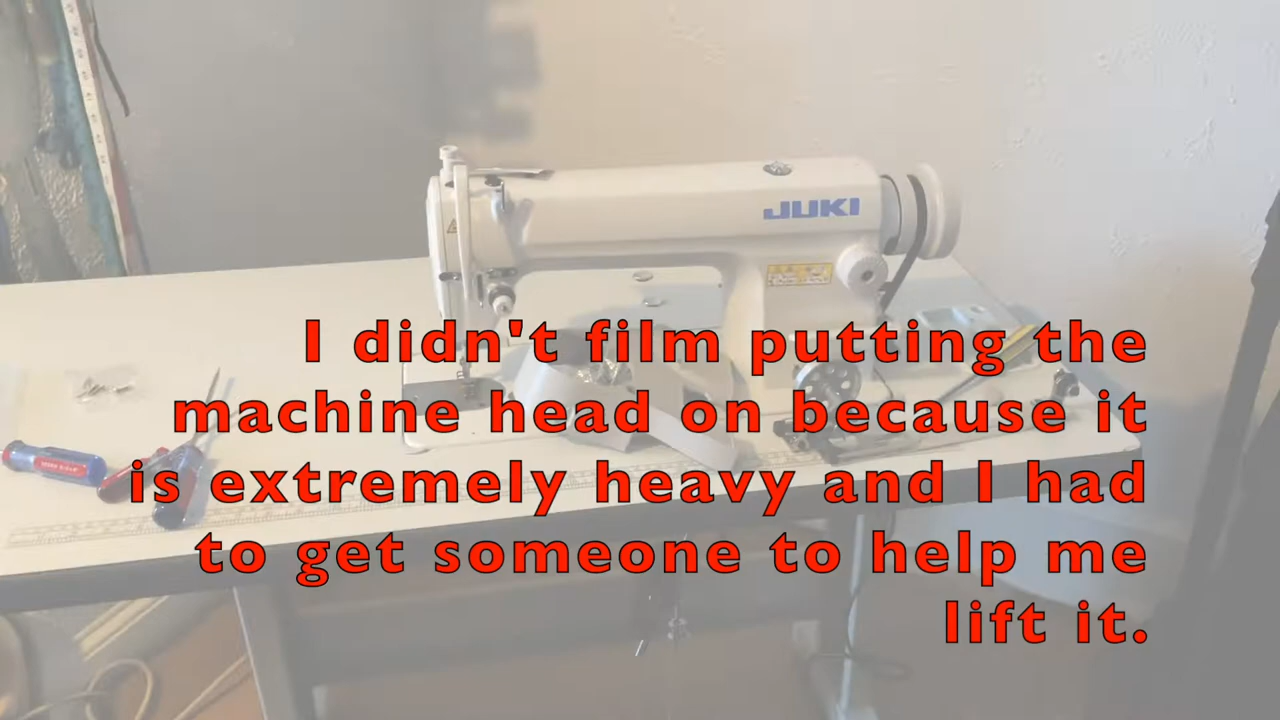 JUKI
I didn't film putting the
machine head on because it
is extremely heavy and I had
to get someone to help me
lift it.